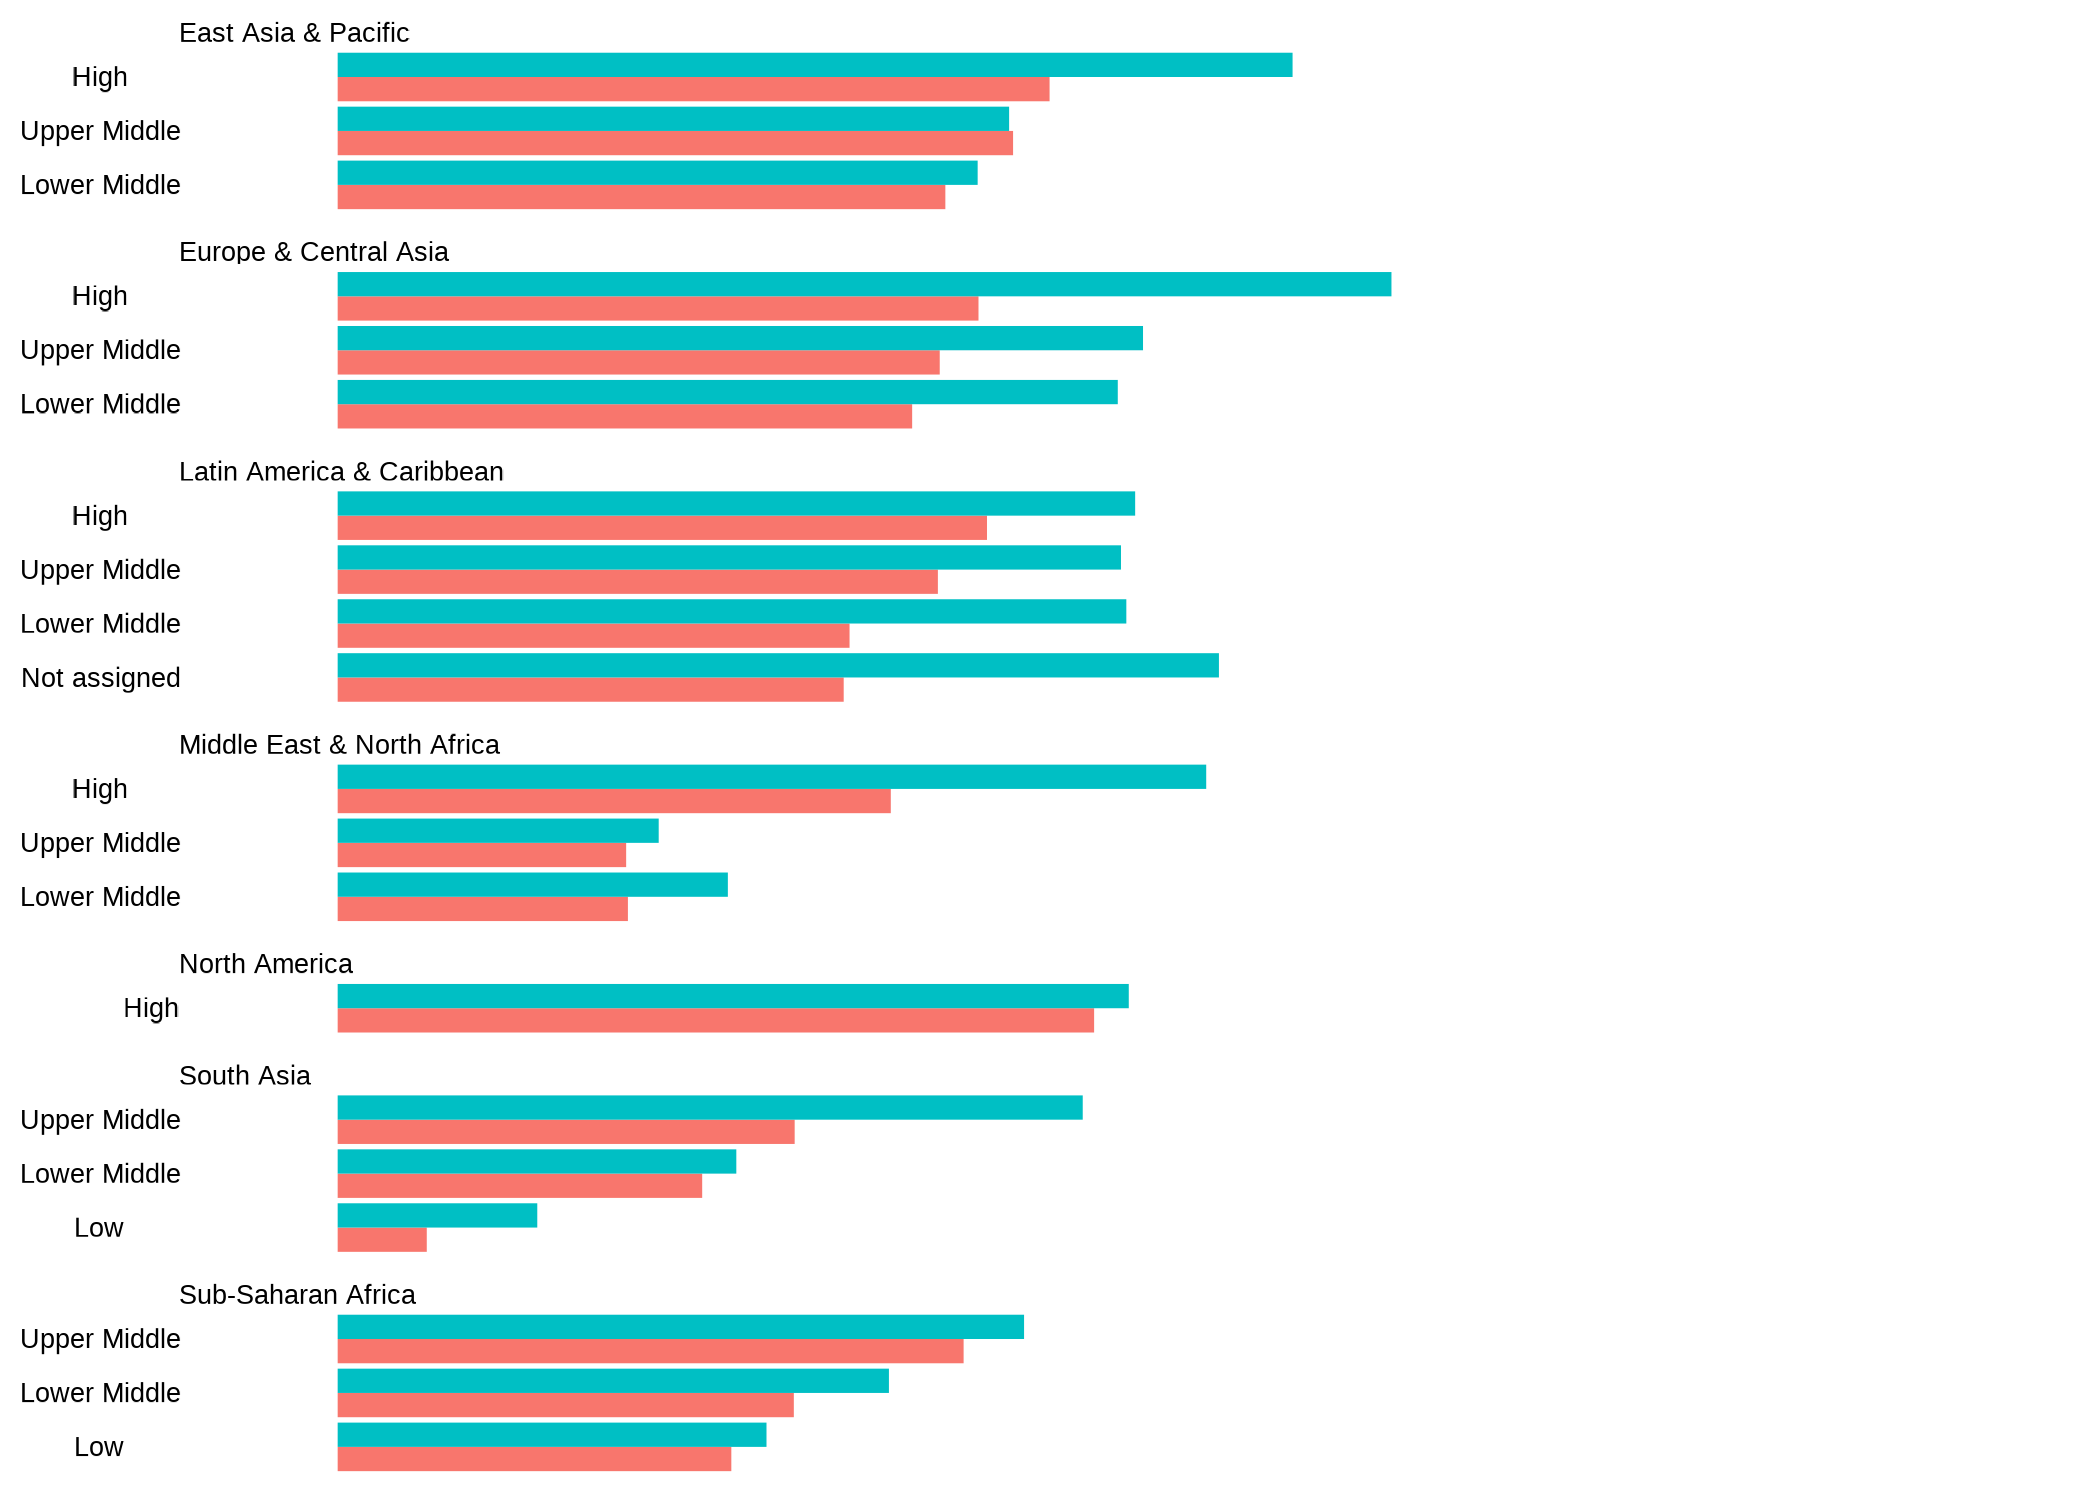 East Asia & Pacific
High
Upper Middle
Lower Middle
Europe & Central Asia
High
Upper Middle
Lower Middle
Latin America & Caribbean
High
Upper Middle
Lower Middle
Not assigned
Middle East & North Africa
High
Upper Middle
Lower Middle
North America
High
South Asia
Upper Middle
Lower Middle
Low
Sub-Saharan Africa
Upper Middle
Lower Middle
Low